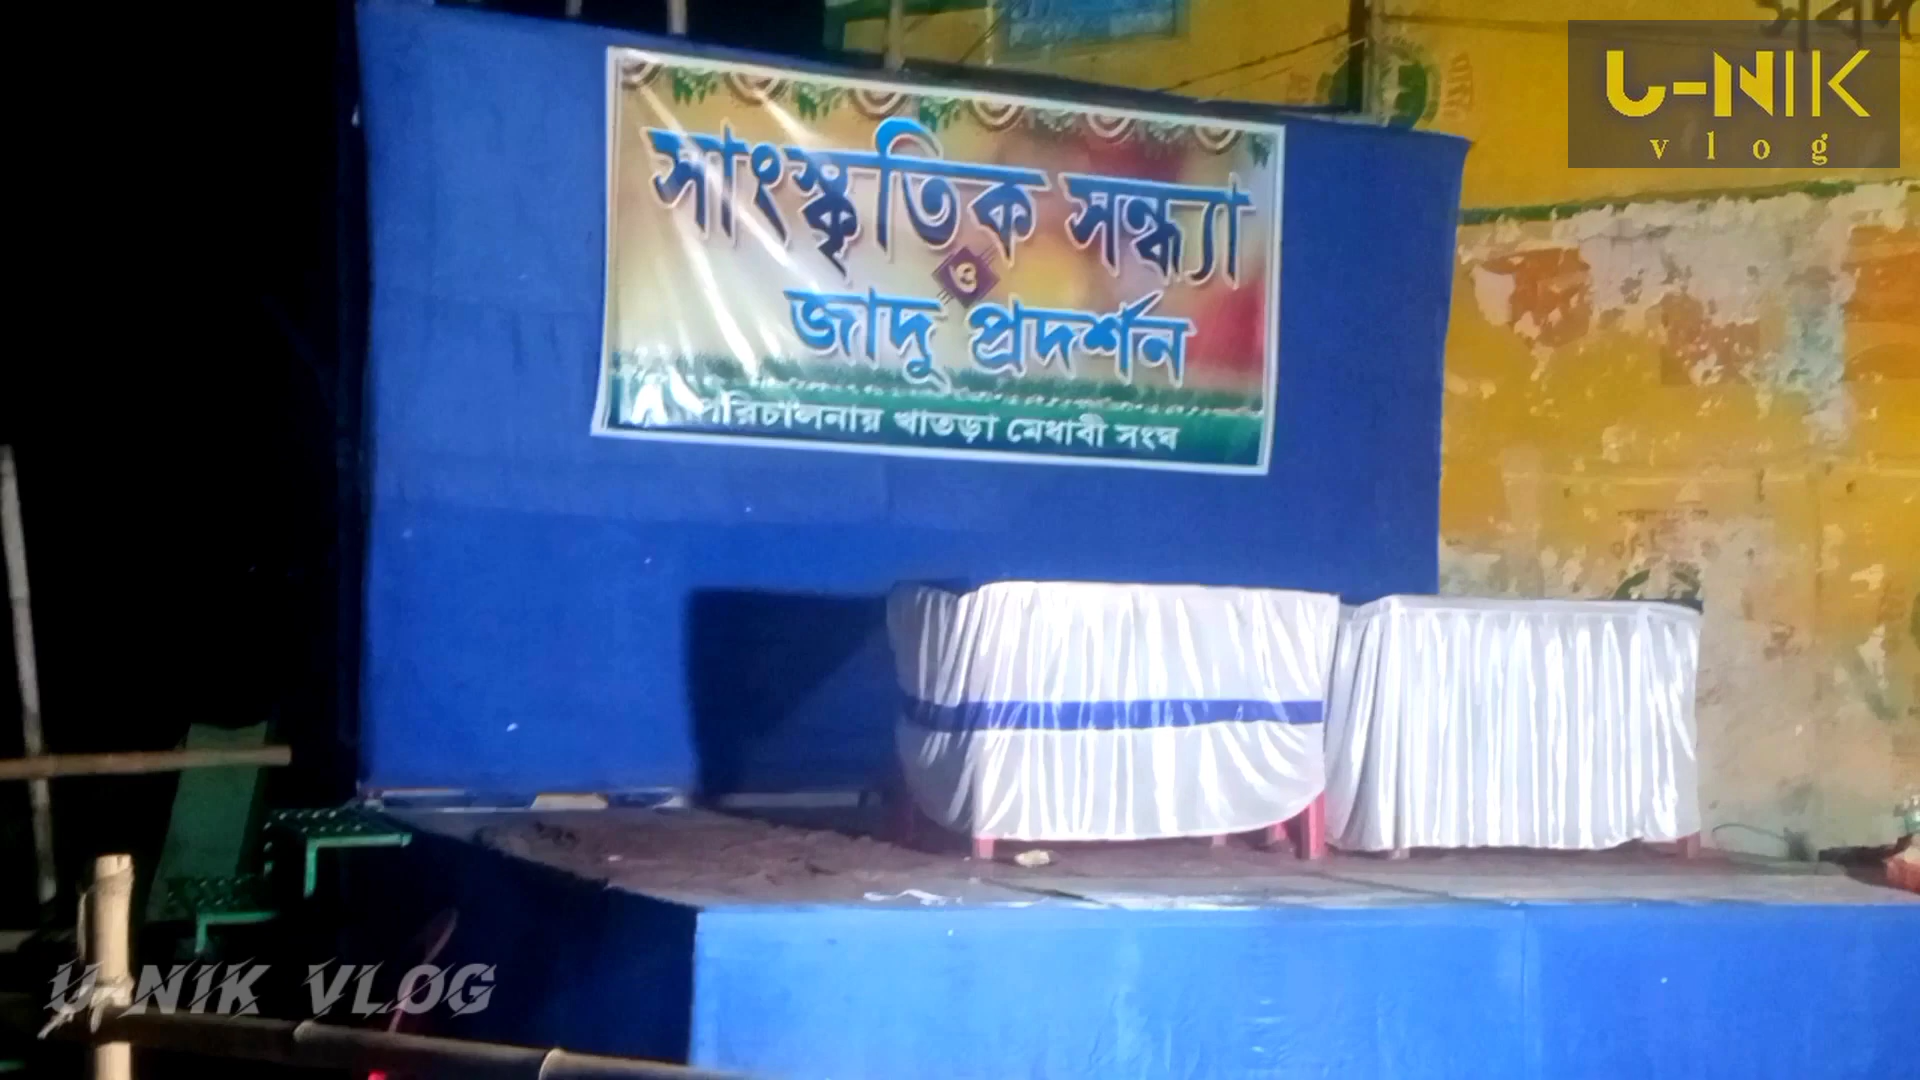 U-NIK
vlog
সাংস্কৃতিক সন্ধ্যা
ও
জাদু প্রদর্শন
পরিচালনায় খাতড়া মেধাবী সংঘ
U-NIK VLOG